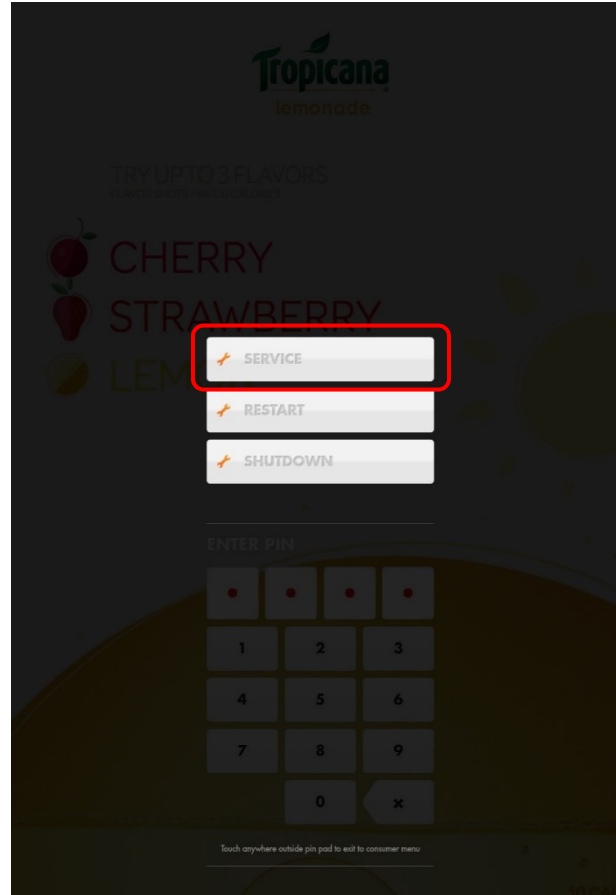 Tropicana
lemonade
TRY UP TO 3 FLAVORS
CHERRY
STRAWBERRY
LEM
SERVICE
RESTART
SHUTDOWN
ENTER PIN
1 2 3
4 5 6
7 8 9
0 x
Touch anywhere outside pin pad to exit to consumer menu